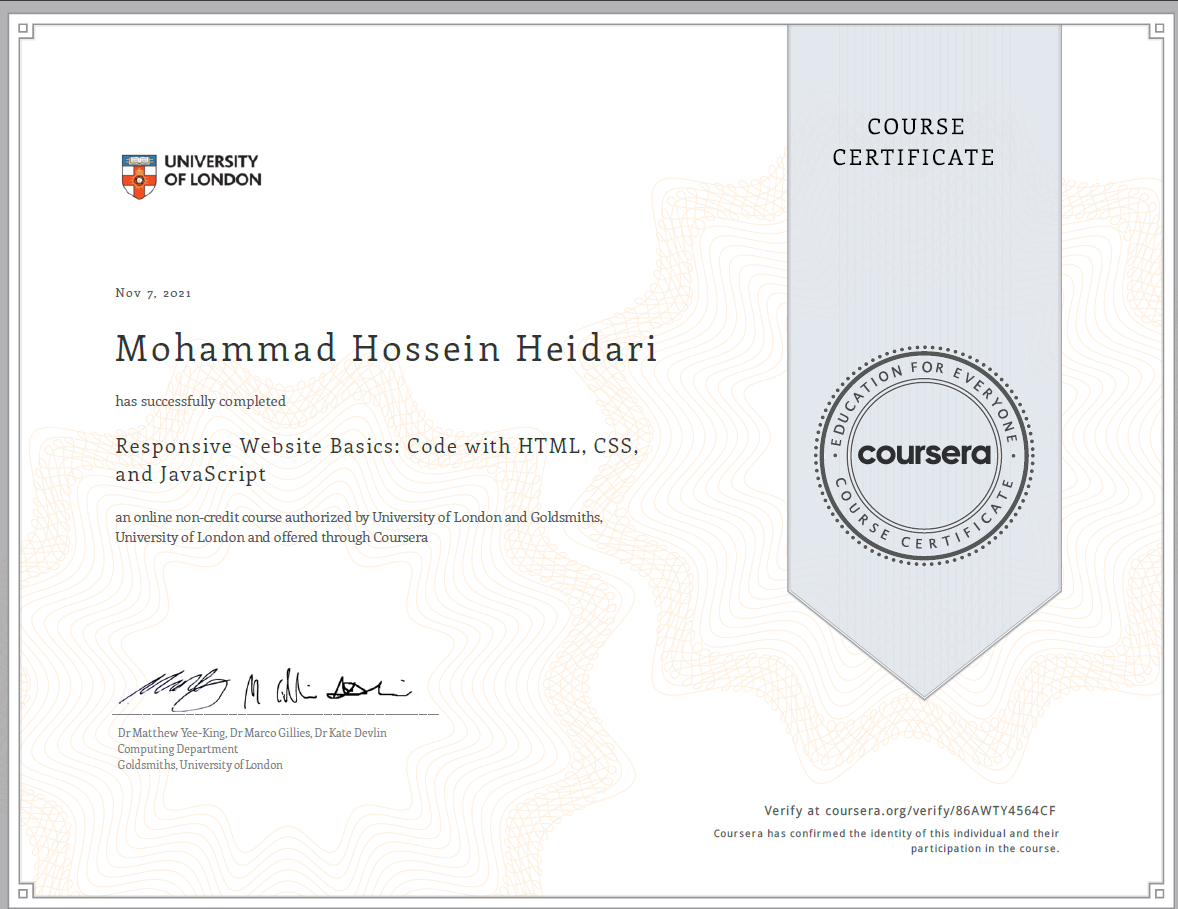 COURSE
CERTIFICATE
UNIVERSITY
OF LONDON
Nov 7, 2021
Mohammad Hossein Heidari
has successfully completed
Responsive Website Basics: Code with HTML, CSS,
and JavaScript
an online non-credit course authorized by University of London and Goldsmiths,
University of London and offered through Coursera
EDUCATION FOR EVERYONE
coursera
COURSE CERTIFICATE
Dr Matthew Yee-King, Dr Marco Gillies, Dr Kate Devlin
Computing Department
Goldsmiths, University of London
Verify at coursera.org/verify/86AWTY4564CF
Coursera has confirmed the identity of this individual and their
participation in the course.